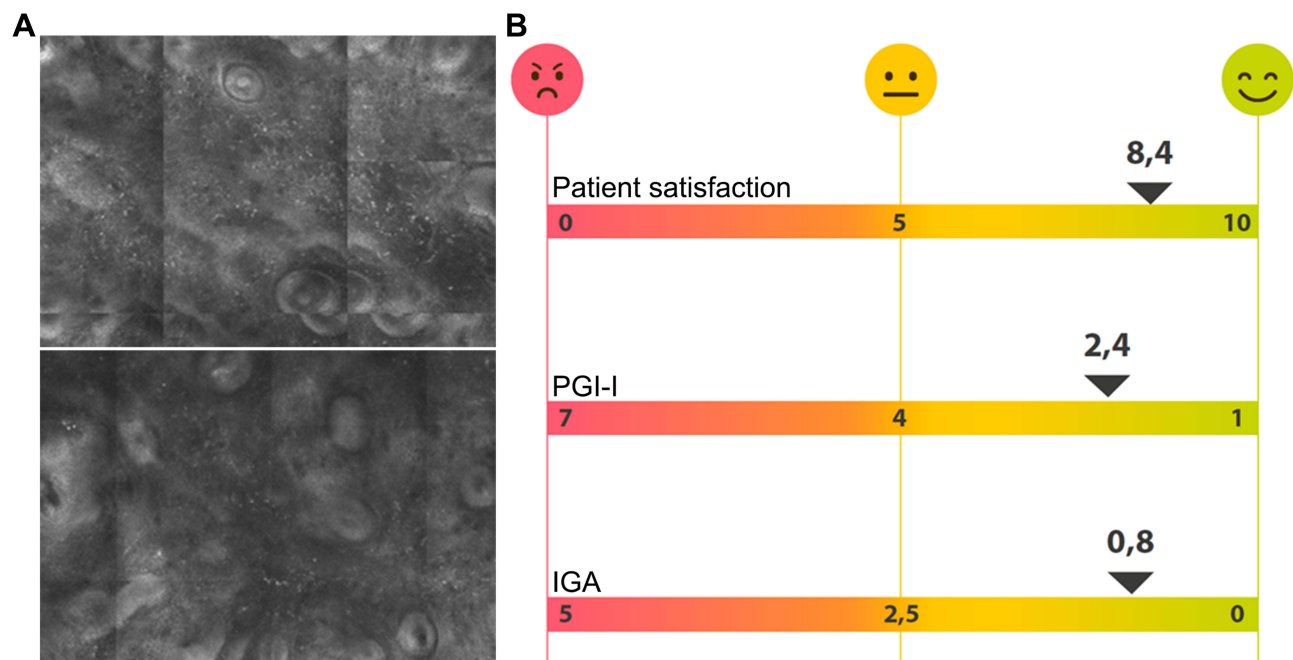 A
B
8,4
Patient satisfaction
0 5 10
2,4
PGI-I
7 4 1
0,8
IGA
5 2,5 0